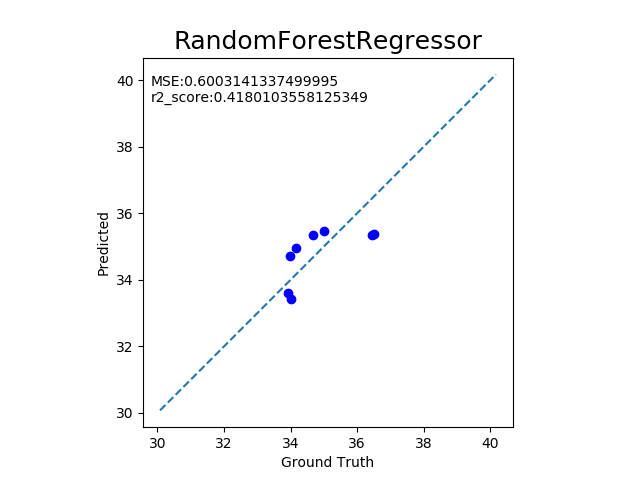 RandomForestRegressor
MSE:0.6003141337499995
r2_score:0.4180103558125349
40
38
36
34
32
30
Predicted
30 32 34 36 38 40
Ground Truth